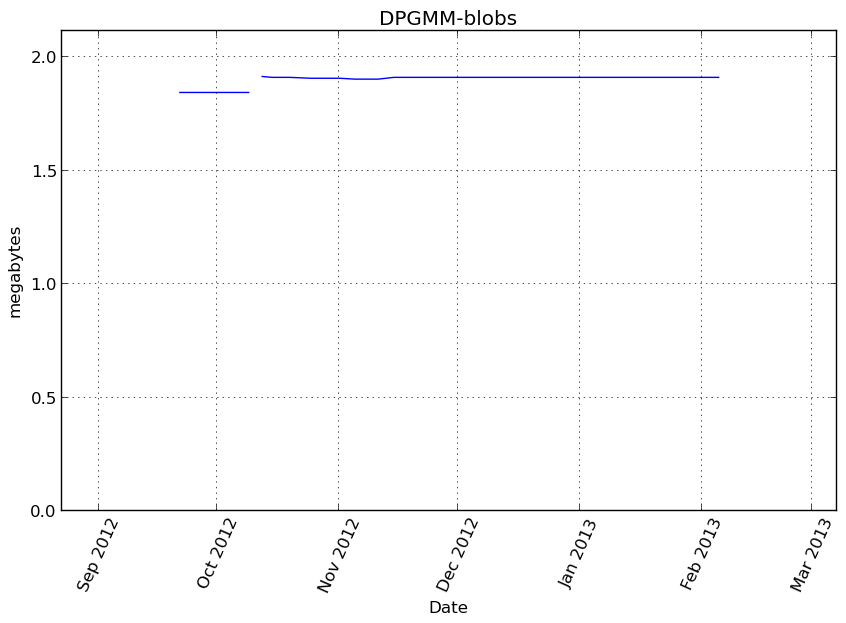 DPGMM-blobs
2.0
1.5
1.0
0.5
0.0
megabytes
Sep 2012
Oct 2012
Nov 2012
Dec 2012
Jan 2013
Feb 2013
Mar 2013
Date